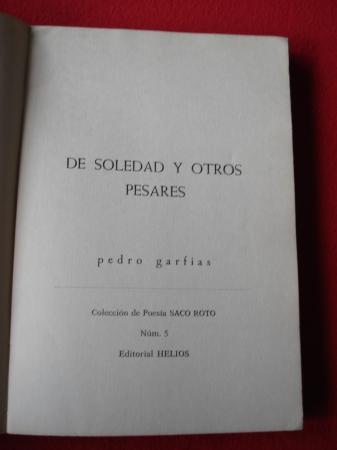 DE SOLEDAD Y OTROS
PESARES
pedro garfias
Colección de Poesía SACO ROTO
Núm. 5
Editorial HELIOS